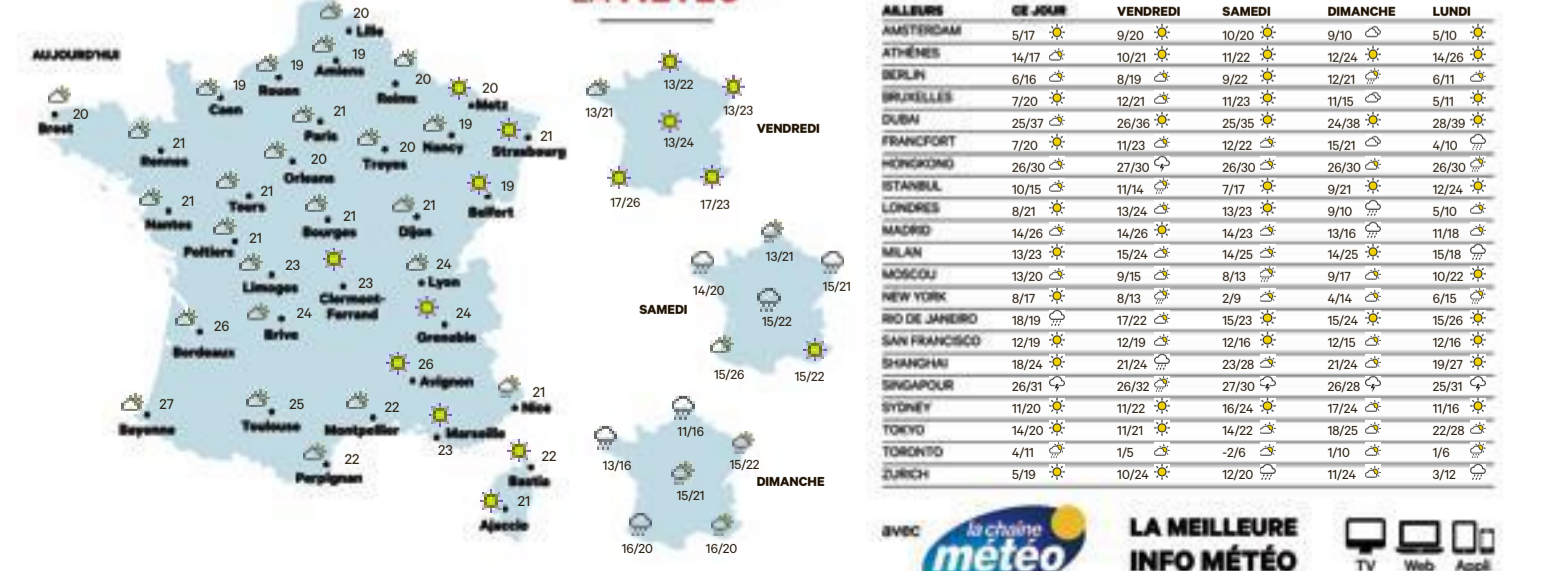 LA MÉTÉO
AUJOURD'HUI
20
Lille
19
Amiens
19
Rouen
19
Caen
20
Reims
20
Metz
20
Brest
21
Paris
19
Nancy
21
Strasbourg
21
Rennes
20
Orleans
20
Troyes
21
Tours
19
Belfort
21
Nantes
21
Bourges
21
Dijon
21
Poitiers
23
Limoges
23
Clermont-
Ferrand
24
Lyon
24
Brive
24
Grenoble
26
Bordeaux
26
Avignon
27
Bayonne
25
Toulouse
22
Montpellier
Marseille
23
21
Nice
22
Perpignan
22
Bastia
21
Ajaccio
13/22
13/21
13/23
13/24
17/26
17/23
VENDREDI
13/21
14/20
15/21
15/22
15/26
15/22
SAMEDI
11/16
13/16
15/22
15/21
16/20
16/20
DIMANCHE
AILLEURS CE JOUR VENDREDI SAMEDI DIMANCHE LUNDI
AMSTERDAM 5/17 9/20 10/20 9/10 5/10
ATHÈNES 14/17 10/21 11/22 12/24 14/26
BERLIN 6/16 8/19 9/22 12/21 6/11
BRUXELLES 7/20 12/21 11/23 11/15 5/11
DUBAI 25/37 26/36 25/35 24/38 28/39
FRANCFORT 7/20 11/23 12/22 15/21 4/10
HONGKONG 26/30 27/30 26/30 26/30 26/30
ISTANBUL 10/15 11/14 7/17 9/21 12/24
LONDRES 8/21 13/24 13/23 9/10 5/10
MADRID 14/26 14/26 14/23 13/16 11/18
MILAN 13/23 15/24 14/25 14/25 15/18
MOSCOU 13/20 9/15 8/13 9/17 10/22
NEW YORK 8/17 8/13 2/9 4/14 6/15
RIO DE JANEIRO 18/19 17/22 15/23 15/24 15/26
SAN FRANCISCO 12/19 12/19 12/16 12/15 12/16
SHANGHAI 18/24 21/24 23/28 21/24 19/27
SINGAPOUR 26/31 26/32 27/30 26/28 25/31
SYDNEY 11/20 11/22 16/24 17/24 11/16
TOKYO 14/20 11/21 14/22 18/25 22/28
TORONTO 4/11 1/5 -2/6 1/10 1/6
ZURICH 5/19 10/24 12/20 11/24 3/12
avec
la chaîne
météo
LA MEILLEURE
INFO MÉTÉO
TV Web Appli